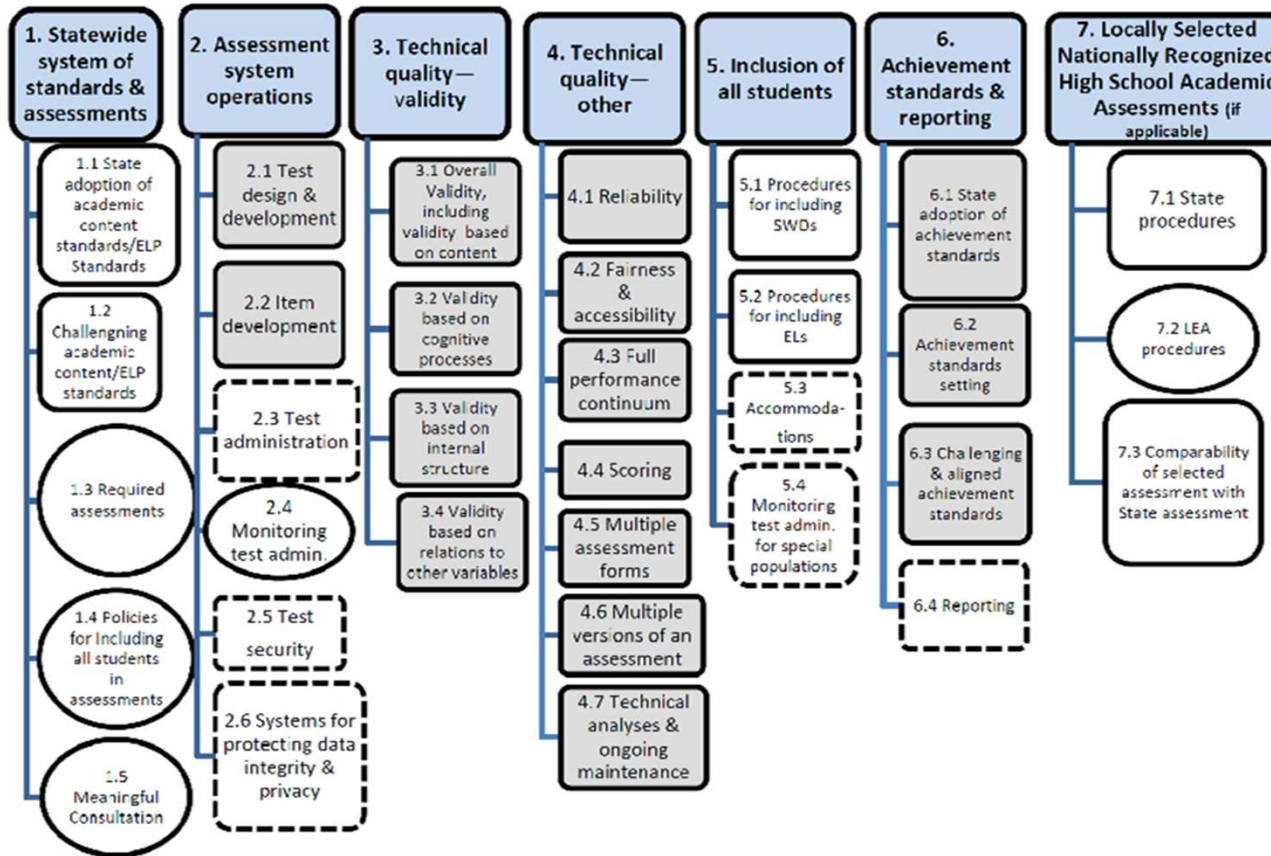 1. Statewide
system of
standards &
assessments
1.1 State
adoption of
academic
content
standards/ELP
Standards
1.2
Challengning
academic
content/ELP
standards
1.3 Required
assessments
1.4 Policies
for Including
all students
in
assessments
1.5
Meaningful
Consultation
2. Assessment
system
operations
2.1 Test
design &
development
2.2 Item
development
2.3 Test
administration
2.4
Monitoring
test admin.
2.5 Test
security
2.6 Systems for
protecting data
integrity &
privacy
3. Technical
quality—
validity
3.1 Overall
Validity,
including
validity based
on content
3.2 Validity
based on
cognitive
processes
3.3 Validity
based on
internal
structure
3.4 Validity
based on
relations to
other variables
4. Technical
quality—
other
4.1 Reliability
4.2 Fairness
&
accessibility
4.3 Full
performance
continuum
4.4 Scoring
4.5 Multiple
assessment
forms
4.6 Multiple
versions of an
assessment
4.7 Technical
analyses &
ongoing
maintenance
5. Inclusion of
all students
5.1 Procedures
for including
SWDs
5.2 Procedures
for including
ELs
5.3
Accommoda-
tions
5.4
Monitoring
test admin.
for special
populations
6.
Achievement
standards &
reporting
6.1 State
adoption of
achievement
standards
6.2
Achievement
standards
setting
6.3 Challenging
& aligned
achievement
standards
6.4 Reporting
7. Locally Selected
Nationally Recognized
High School Academic
Assessments (if
applicable)
7.1 State
procedures
7.2 LEA
procedures
7.3 Comparability
of selected
assessment with
State assessment